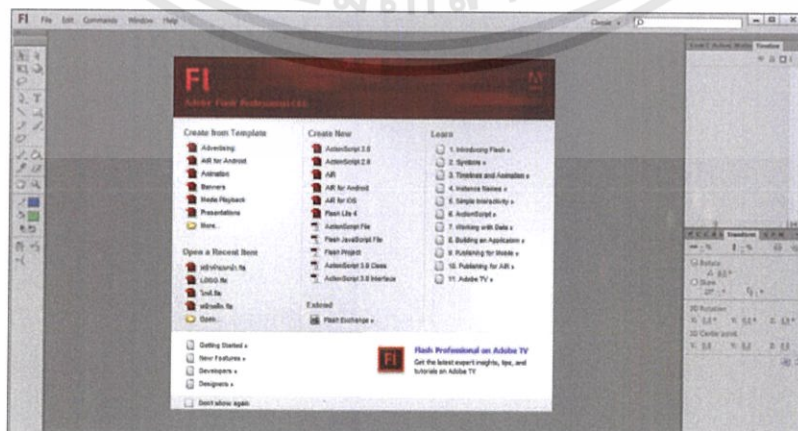 Fl File Edit Commands Window Help
Classic
Timeline
Fl
Adobe Flash Professional CS6
Create from Template
Advertising
AIR for Android
Animation
Banners
Media Playback
Presentations
More...
Open a Recent Item
LOGO.fla
Open...
Create New
ActionScript 3.0
ActionScript 2.0
AIR
AIR for Android
AIR for iOS
Flash Lite 4
ActionScript File
Flash JavaScript File
Flash Project
ActionScript 3.0 Class
ActionScript 3.0 Interface
Extend
Flash Exchange »
Learn
1. Introducing Flash »
2. Symbols »
3. Timelines and Animation »
4. Instance Names »
5. Simple Interactivity »
6. ActionScript »
7. Working with Data »
8. Building an Application »
9. Publishing for Mobile »
10. Publishing for AIR »
11. Adobe TV »
Getting Started »
New Features »
Developers »
Designers »
Don't show again
Fl
Flash Professional on Adobe TV
Get the latest expert insights, tips, and
tutorials on Adobe TV
Transform
Rotate
Skew
3D Rotation
3D Center point